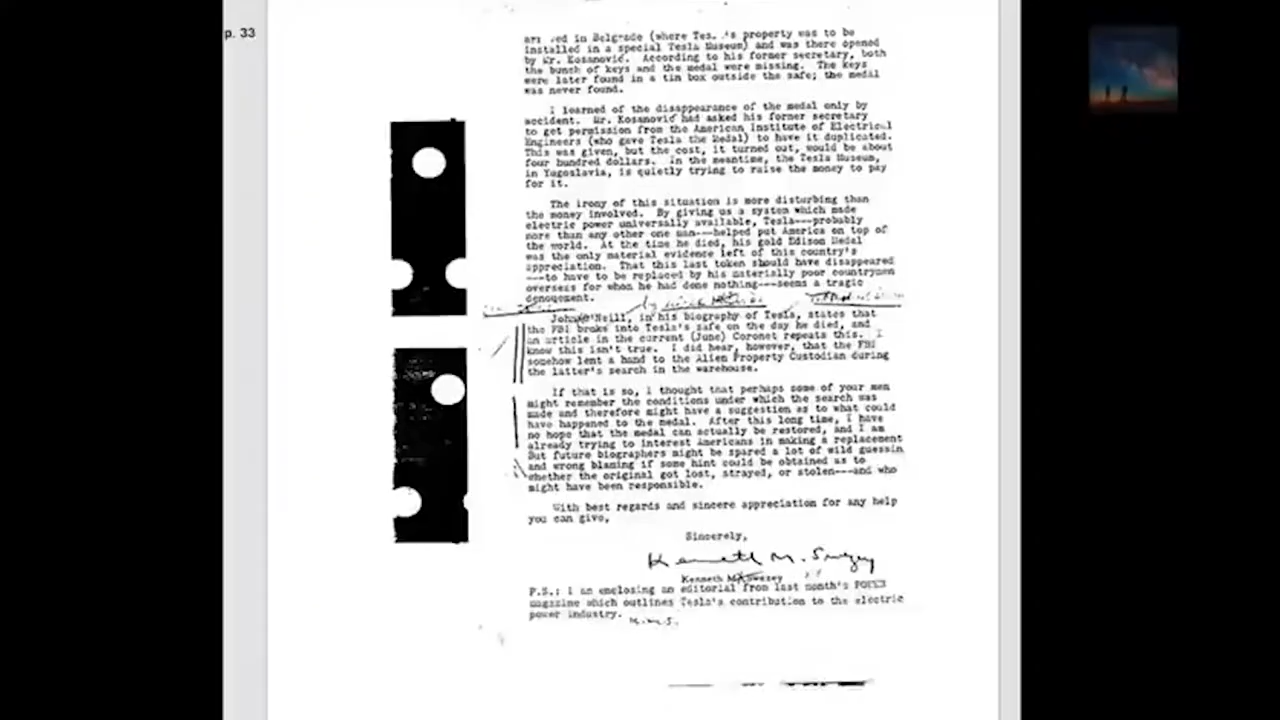 p. 33
in Belgrade (where property was to be
installed in a special Tesla Museum) and was there opened
by Mr. Kosanović. According to his former secretary, both
the bunch of keys and the medal were missing. The keys
were later found in a tin box outside the safe; the medal
was never found.
I learned of the disappearance of the medal only by
accident. Mr. Kosanović had asked his former secretary
to get permission from the American Institute of Electrical
Engineers (who gave Tesla the Medal) to have it duplicated.
This was given, but the cost, it turned out, would be about
four hundred dollars. In the meantime, the Tesla Museum,
in Yugoslavia, is quietly trying to raise the money to pay
for it.
The irony of this situation is more disturbing than
the money involved. By giving us a system which made
electric power universally available, Tesla---probably
more than any other one man---helped put America on top of
the world. At the time he died, his gold Edison Medal
was the only material evidence left of this country's
appreciation. That this last token should have disappeared
---to have to be replaced by his materially poor countrymen
overseas for whom he had done nothing---seems a tragic
denouement.
by
John O'Neill, in his biography of Tesla, states that
the FBI broke into Tesla's safe on the day he died, and
an article in the current (June) Coronet repeats this. I
know this isn't true. I did hear, however, that the FBI
somehow lent a hand to the Alien Property Custodian during
the latter's search in the warehouse.
If that is so, I thought that perhaps some of your men
might remember the conditions under which the search was
made and therefore might have a suggestion as to what could
have happened to the medal. After this long time, I have
no hope that the medal can actually be restored, and I am
already trying to interest Americans in making a replacement
But future biographers might be spared a lot of wild guessin
and wrong blaming if some hint could be obtained as to
whether the original got lost, strayed, or stolen---and who
might have been responsible.
With best regards and sincere appreciation for any help
you can give,
Sincerely,
Kenneth M. Swezey
Kenneth M. Swezey
P.S.: I am enclosing an editorial from last month's POWER
magazine which outlines Tesla's contribution to the electric
power industry. K.M.S.